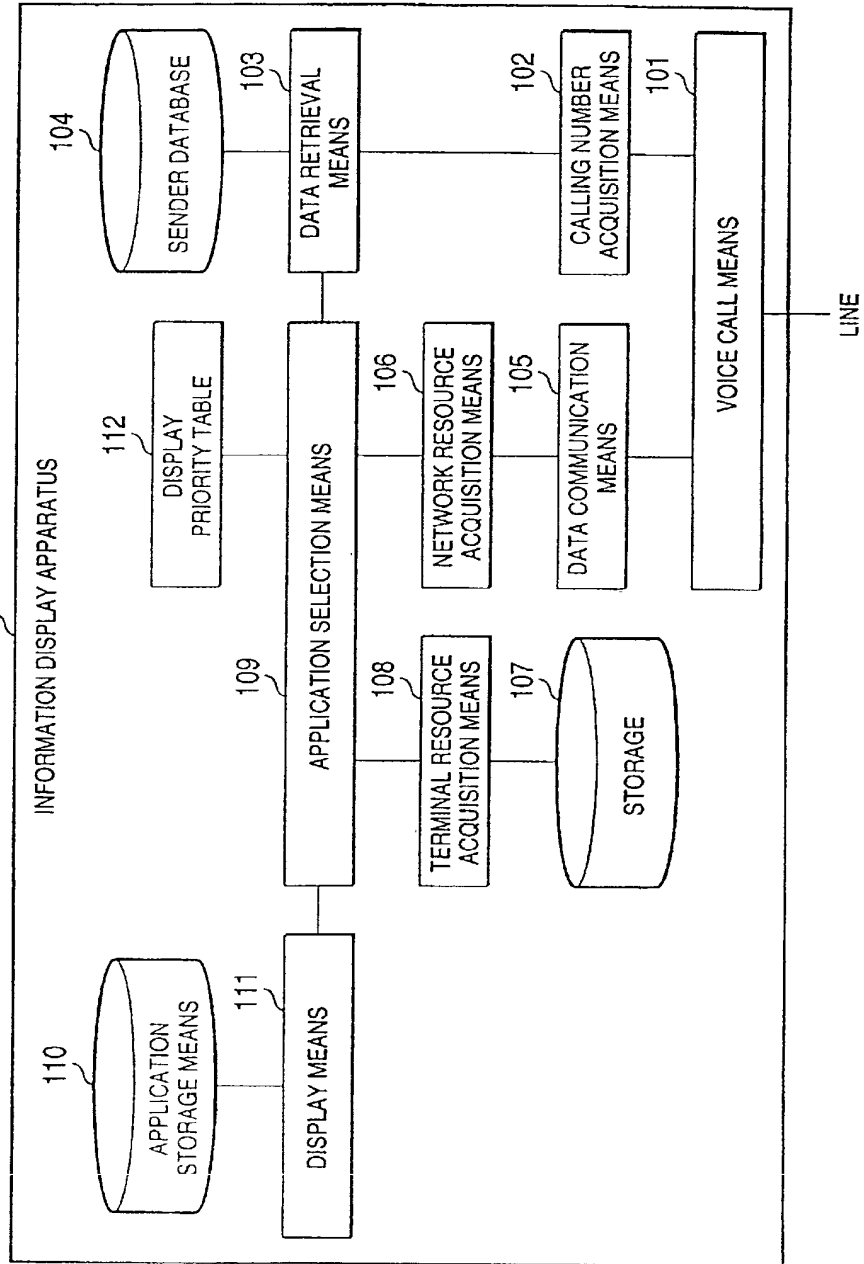 INFORMATION DISPLAY APPARATUS
110
APPLICATION
STORAGE MEANS
111
DISPLAY MEANS
112
DISPLAY
PRIORITY TABLE
109
APPLICATION SELECTION MEANS
104
SENDER DATABASE
103
DATA RETRIEVAL
MEANS
108
TERMINAL RESOURCE
ACQUISITION MEANS
107
STORAGE
106
NETWORK RESOURCE
ACQUISITION MEANS
105
DATA COMMUNICATION
MEANS
102
CALLING NUMBER
ACQUISITION MEANS
101
VOICE CALL MEANS
LINE